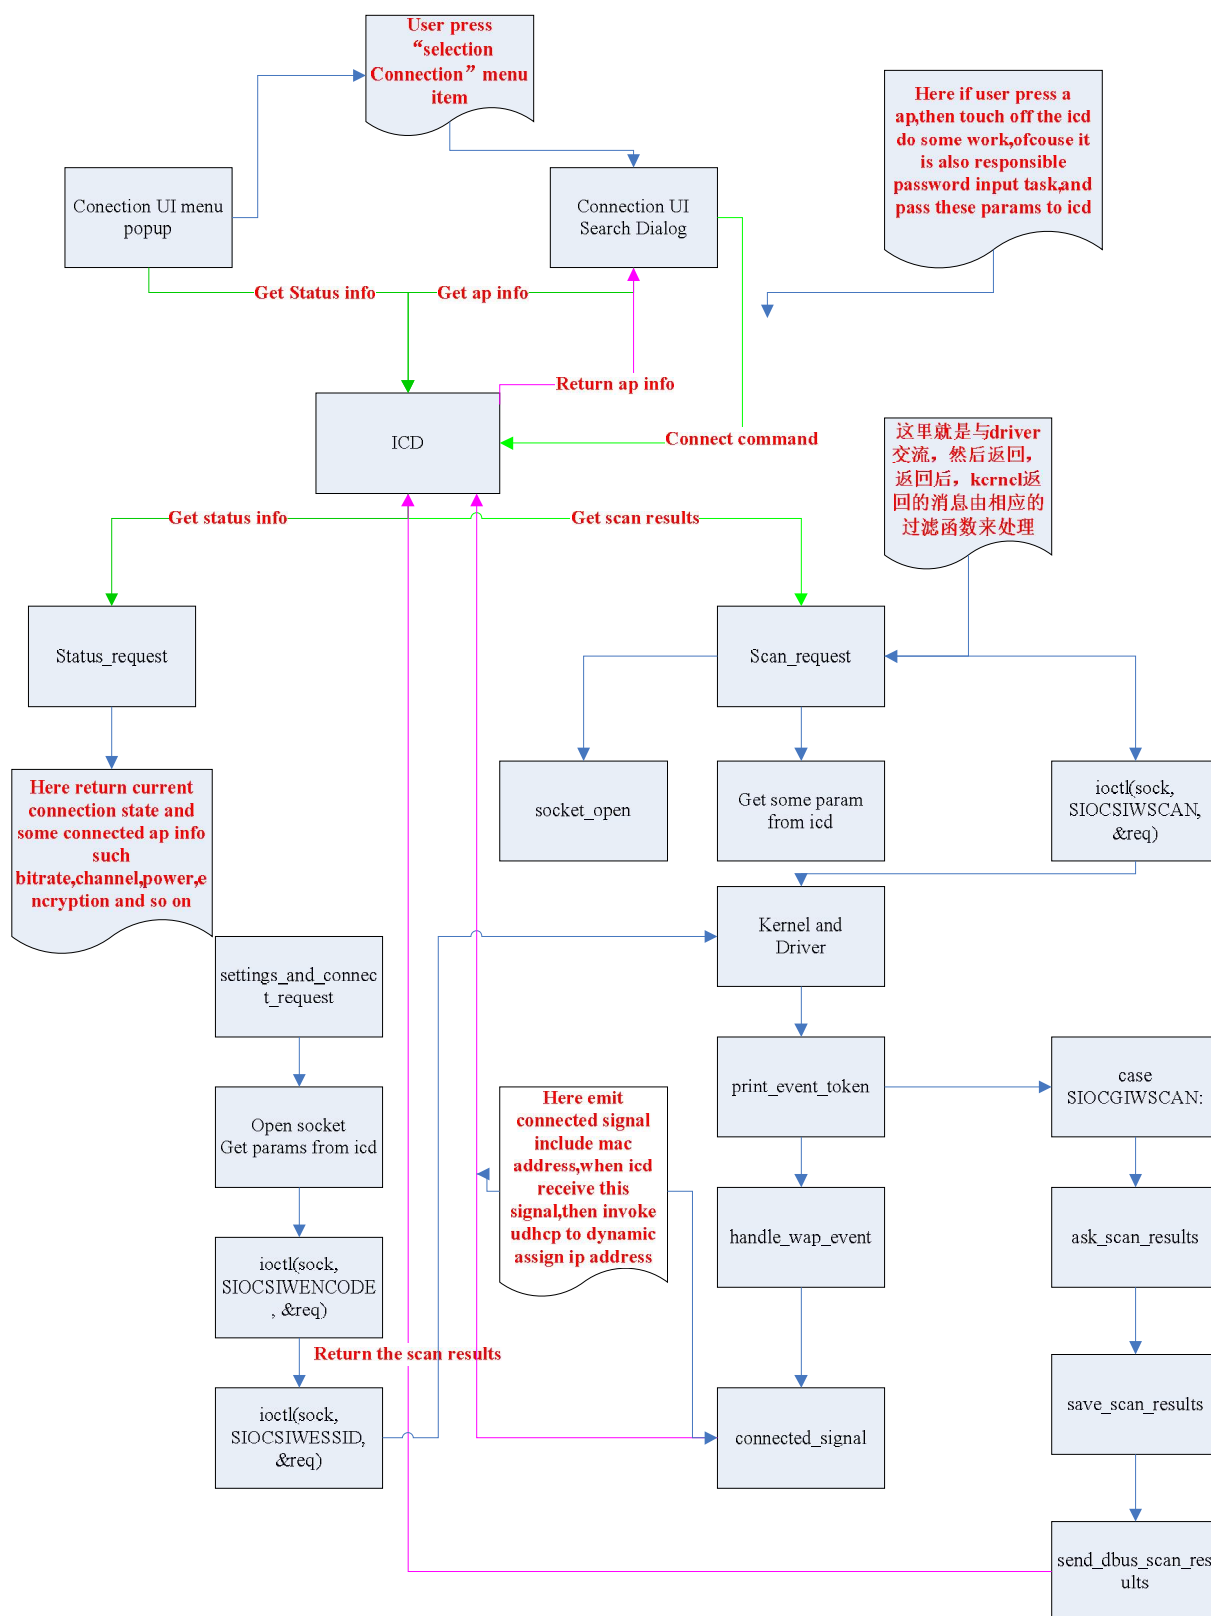 User press
“selection
Connection” menu
item
Here if user press a
ap,then touch off the icd
do some work,ofcouse it
is also responsible
password input task,and
pass these params to icd
Conection UI menu
popup
Connection UI
Search Dialog
Get Status info
Get ap info
Return ap info
ICD
Connect command
这里就是与driver
交流，然后返回，
返回后，kernel返
回的消息由相应的
过滤函数来处理
Get status info
Get scan results
Status_request
Scan_request
Here return current
connection state and
some connected ap info
such
bitrate,channel,power,e
ncryption and so on
socket_open
Get some param
from icd
ioctl(sock,
SIOCSIWSCAN,
&req)
Kernel and
Driver
settings_and_connec
t_request
print_event_token
case
SIOCGIWSCAN:
Open socket
Get params from icd
Here emit
connected signal
include mac
address,when icd
receive this
signal,then invoke
udhcp to dynamic
assign ip address
handle_wap_event
ask_scan_results
ioctl(sock,
SIOCSIWENCODE
, &req)
Return the scan results
save_scan_results
ioctl(sock,
SIOCSIWESSID,
&req)
connected_signal
send_dbus_scan_res
ults